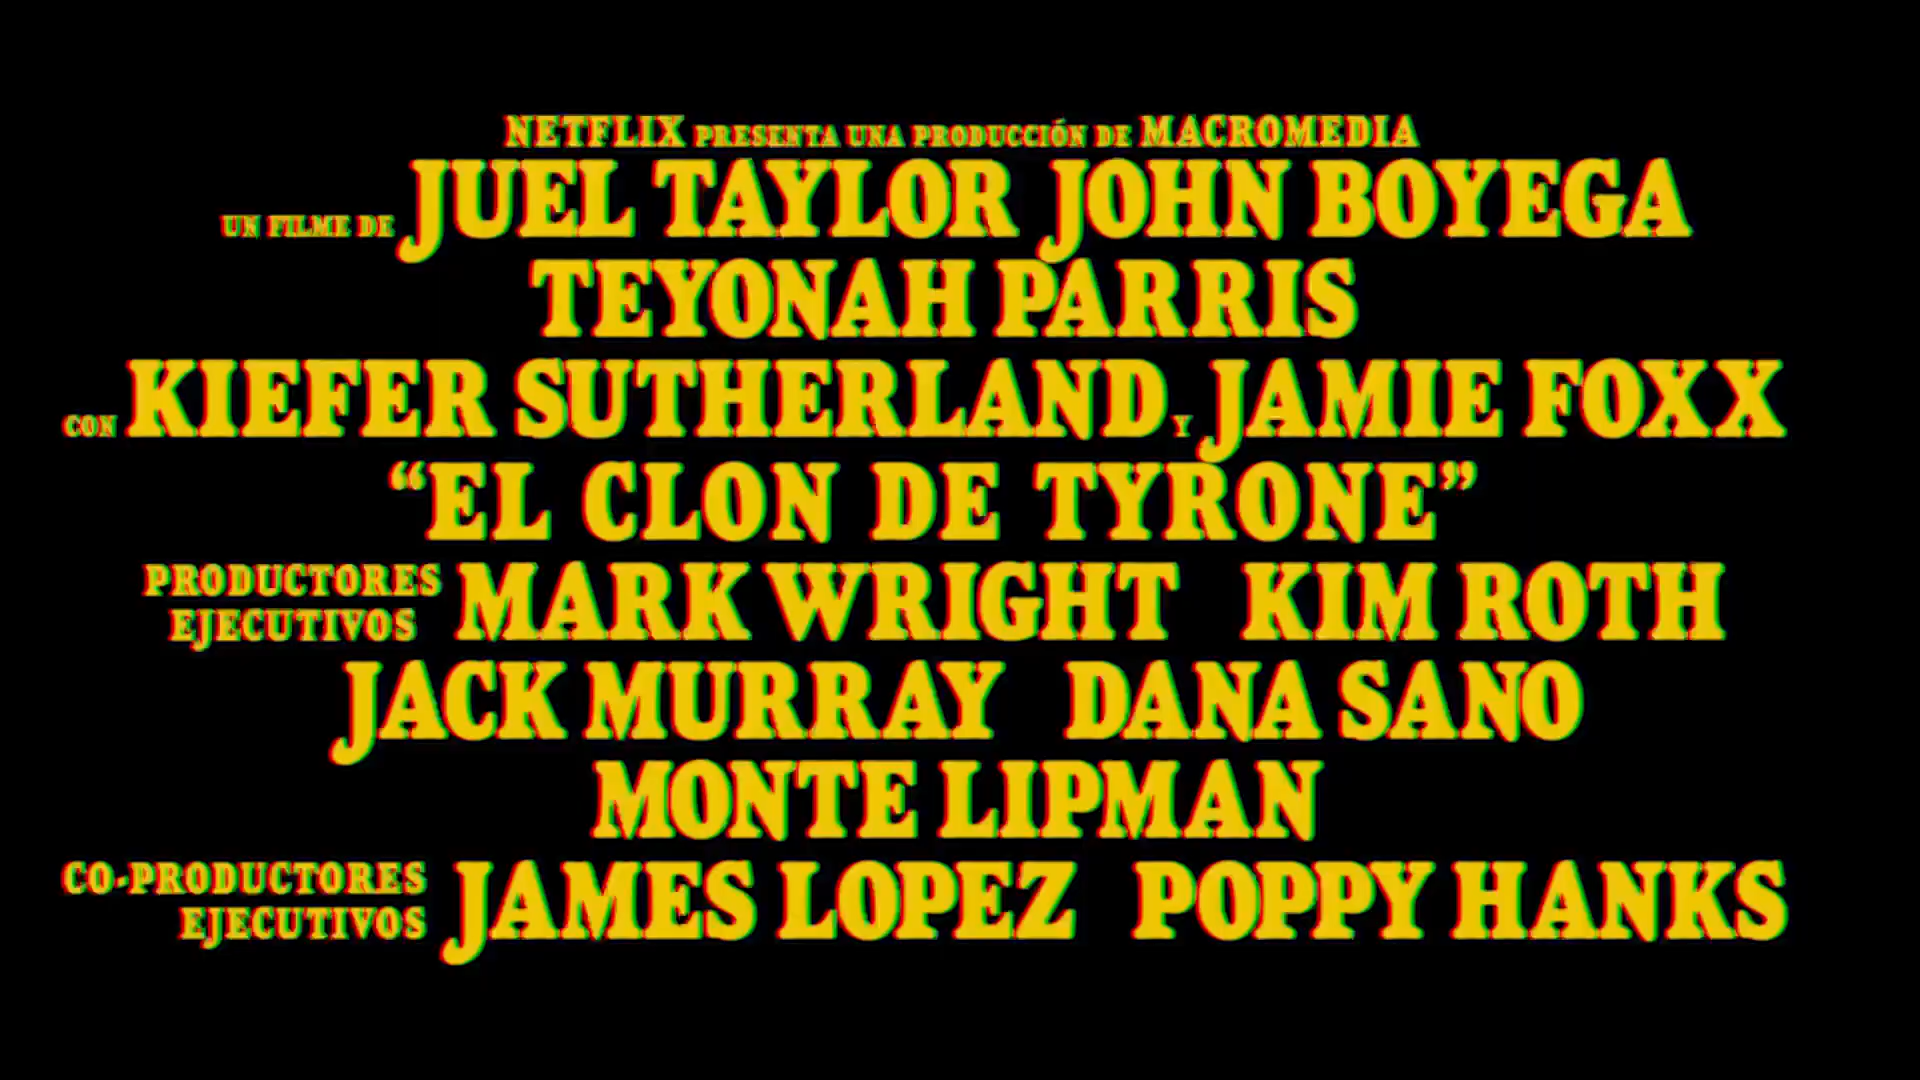 NETFLIX PRESENTA UNA PRODUCCIÓN DE MACROMEDIA
UN FILME DE JUEL TAYLOR JOHN BOYEGA
TEYONAH PARRIS
CON KIEFER SUTHERLAND Y JAMIE FOXX
“EL CLON DE TYRONE”
PRODUCTORES EJECUTIVOS MARK WRIGHT KIM ROTH
JACK MURRAY DANA SANO
MONTE LIPMAN
CO-PRODUCTORES EJECUTIVOS JAMES LOPEZ POPPY HANKS